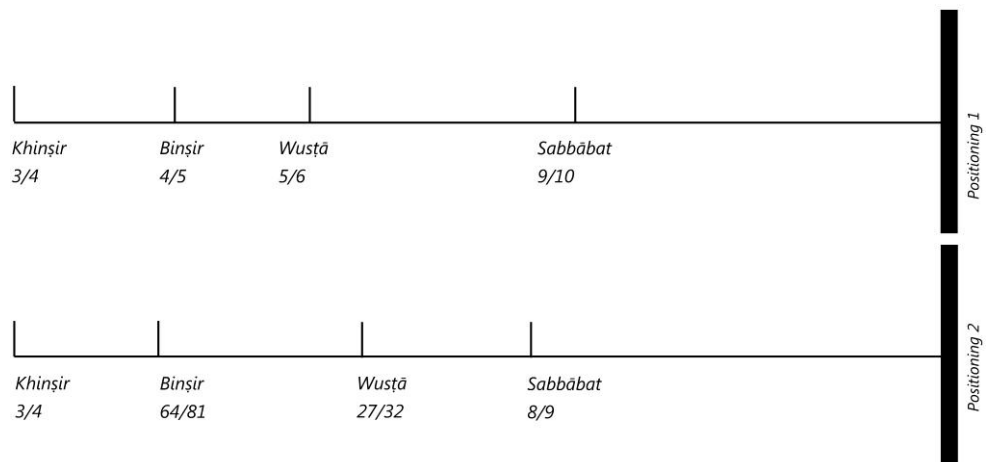 Khinṣir Binṣir Wusṭā Sabbābat
3/4 4/5 5/6 9/10
Positioning 1
Khinṣir Binṣir Wusṭā Sabbābat
3/4 64/81 27/32 8/9
Positioning 2